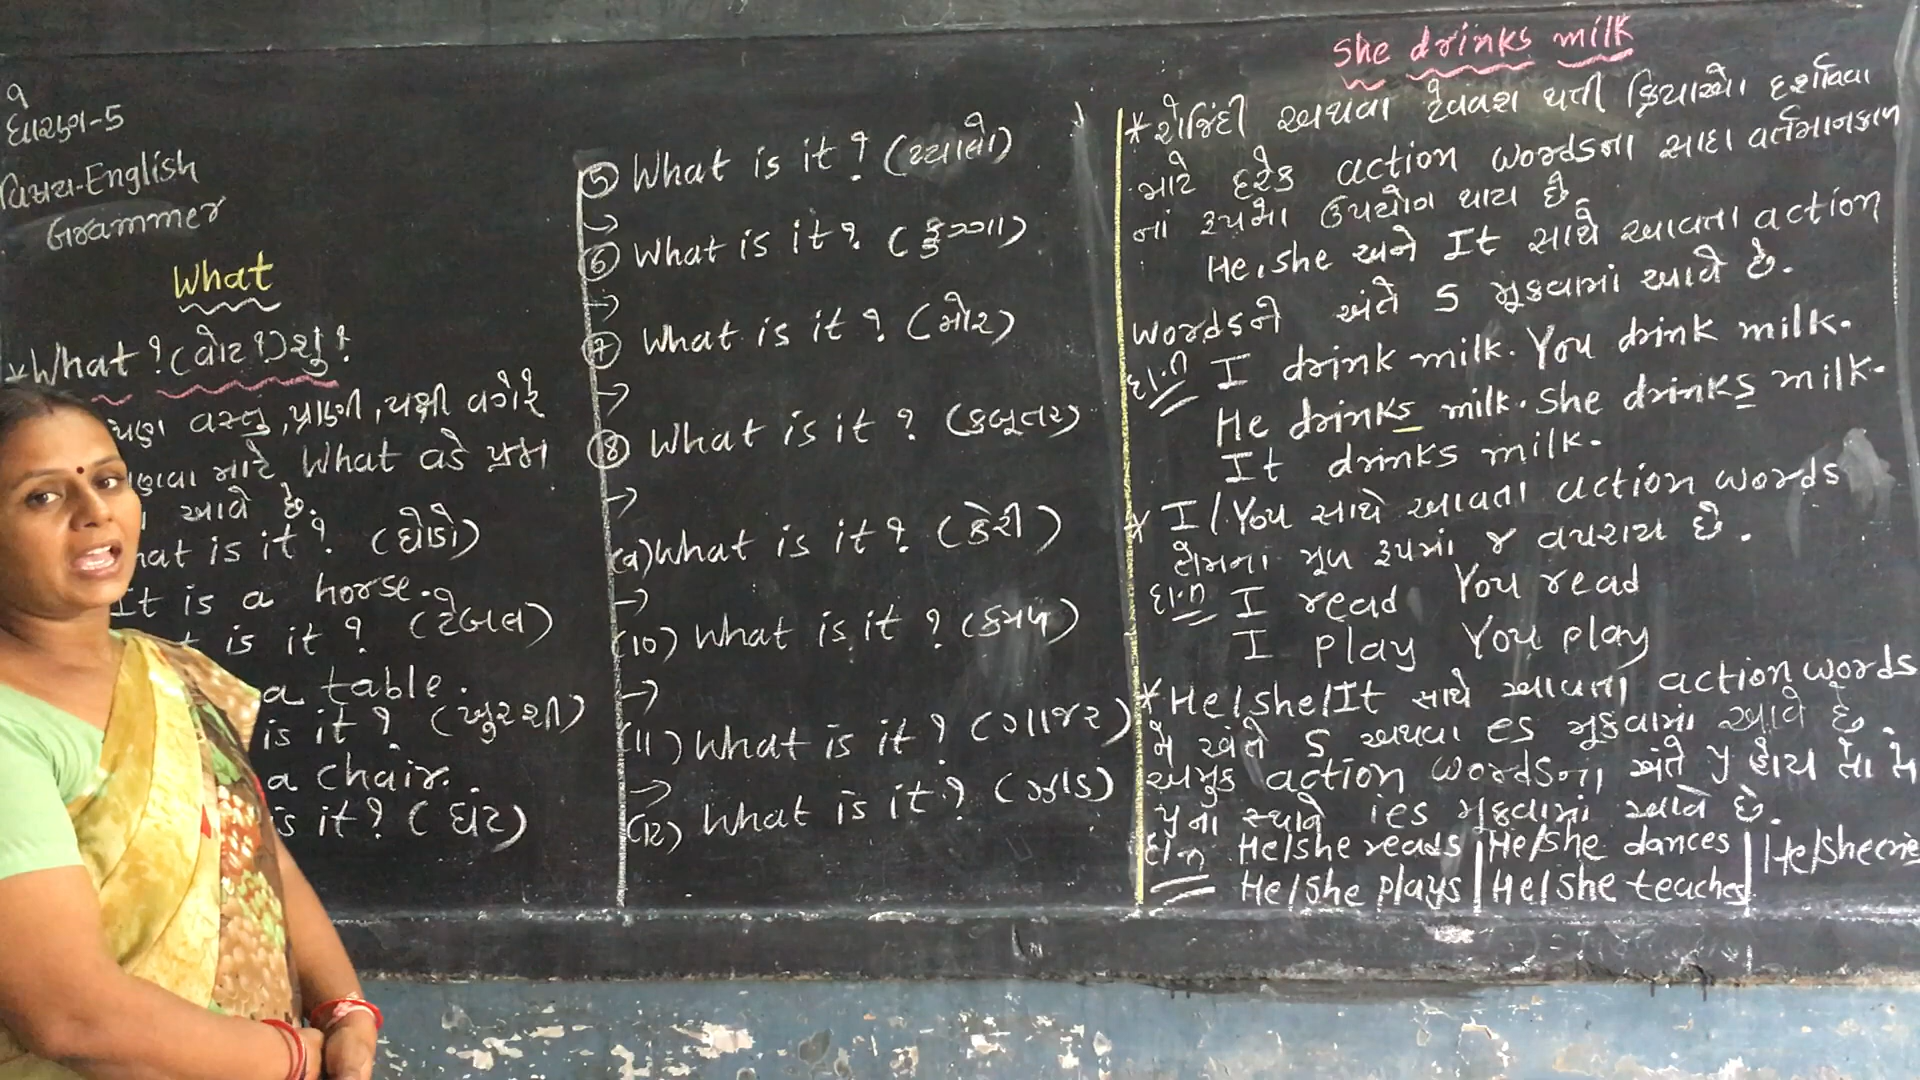 ધોરણ-5
વિષય-English
Grammer
What
*What ? (વોટ?) શું?
વસ્તુ, પ્રાણી, પક્ષી વગેરે
માટે What વડે પ્રશ્ન
આવે છે.
hat is it? (ઘોડો)
It is a horse.
is it ? (ટેબલ)
a table.
is it ? (ખુરશી)
a chair.
is it? (ઘેટ)
⑤ What is it ? (પ્યાલો)
→
⑥ What is it ? (ફુગ્ગા)
→
⑦ What is it ? (મોર)
→
⑧ What is it ? (કબૂતર)
→
(૯) What is it ? (કેરી)
→
(10) What is it ? (કમળ)
→
(11) What is it ? (ગાજર)
→
(12) What is it ? (ઝાડ)
She drinks milk
* રોજિંદી અથવા ટેવવશ થતી ક્રિયાઓ દર્શાવવા
માટે દરેક action wordsના સાદા વર્તમાનકાળ
નાં રૂપમાં ઉપયોગ થાય છે.
He, she અને It સાથે આવતા action
wordsને અંતે s મૂકવામાં આવે છે.
દા.ત I drink milk. You drink milk.
He drinks milk. She drinks milk.
It drinks milk.
* I/You સાથે આવતા action words
તેમના મૂળ રૂપમાં જ વપરાય છે.
દા.ત I read You read
I play You play
* He/she/It સાથે આવતા action words
ને અંતે s અથવા es મૂકવામાં આવે છે.
અમુક action wordsના અંતે y હોય તો
yના સ્થાને ies મૂકવામાં આવે છે.
દા.ત He/she reads | He/she dances | He/she
He/she plays | He/she teaches